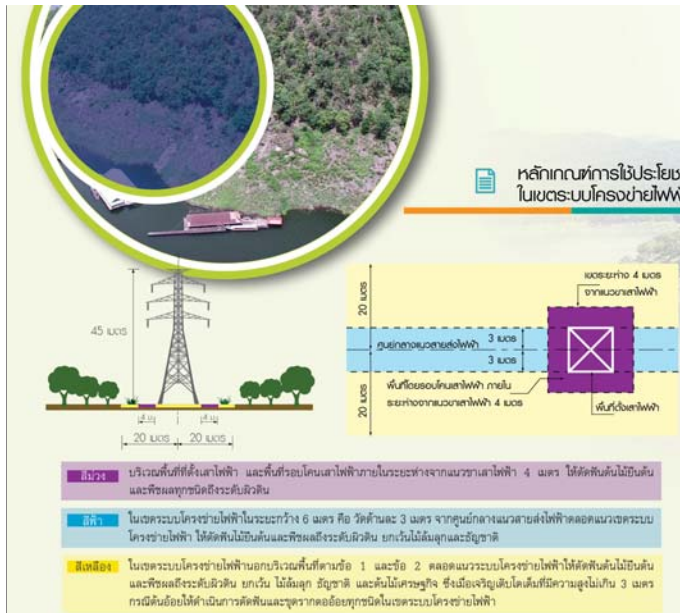 หลักเกณฑ์การใช้ประโยช
ในเขตระบบโครงข่ายไฟฟ้
45 เมตร
4 ม.
4 ม.
20 เมตร
20 เมตร
20 เมตร
20 เมตร
เขตระยะห่าง 4 เมตร
จากแนวขาเสาไฟฟ้า
ศูนย์กลางแนวสายส่งไฟฟ้า
3 เมตร
3 เมตร
พื้นที่โดยรอบโคนเสาไฟฟ้า ภายใน
ระยะห่างจากแนวขาเสาไฟฟ้า 4 เมตร
พื้นที่ตั้งเสาไฟฟ้า
สีม่วง บริเวณพื้นที่ที่ตั้งเสาไฟฟ้า และพื้นที่รอบโคนเสาไฟฟ้าภายในระยะห่างจากแนวขาเสาไฟฟ้า 4 เมตร ให้ตัดฟันต้นไม้ยืนต้น
และพืชผลทุกชนิดถึงระดับผิวดิน
สีฟ้า ในเขตระบบโครงข่ายไฟฟ้าในระยะกว้าง 6 เมตร คือ วัดด้านละ 3 เมตร จากศูนย์กลางแนวสายส่งไฟฟ้าตลอดแนวเขตระบบ
โครงข่ายไฟฟ้า ให้ตัดฟันไม้ยืนต้นและพืชผลถึงระดับผิวดิน ยกเว้นไม้ล้มลุกและธัญชาติ
สีเหลือง ในเขตระบบโครงข่ายไฟฟ้านอกบริเวณพื้นที่ตามข้อ 1 และข้อ 2 ตลอดแนวระบบโครงข่ายไฟฟ้าให้ตัดฟันต้นไม้ยืนต้น
และพืชผลถึงระดับผิวดิน ยกเว้น ไม้ล้มลุก ธัญชาติ และต้นไม้เศรษฐกิจ ซึ่งเมื่อเจริญเติบโตเต็มที่มีความสูงไม่เกิน 3 เมตร
กรณีต้นอ้อยให้ดำเนินการตัดฟันและขุดรากตออ้อยทุกชนิดในเขตระบบโครงข่ายไฟฟ้า